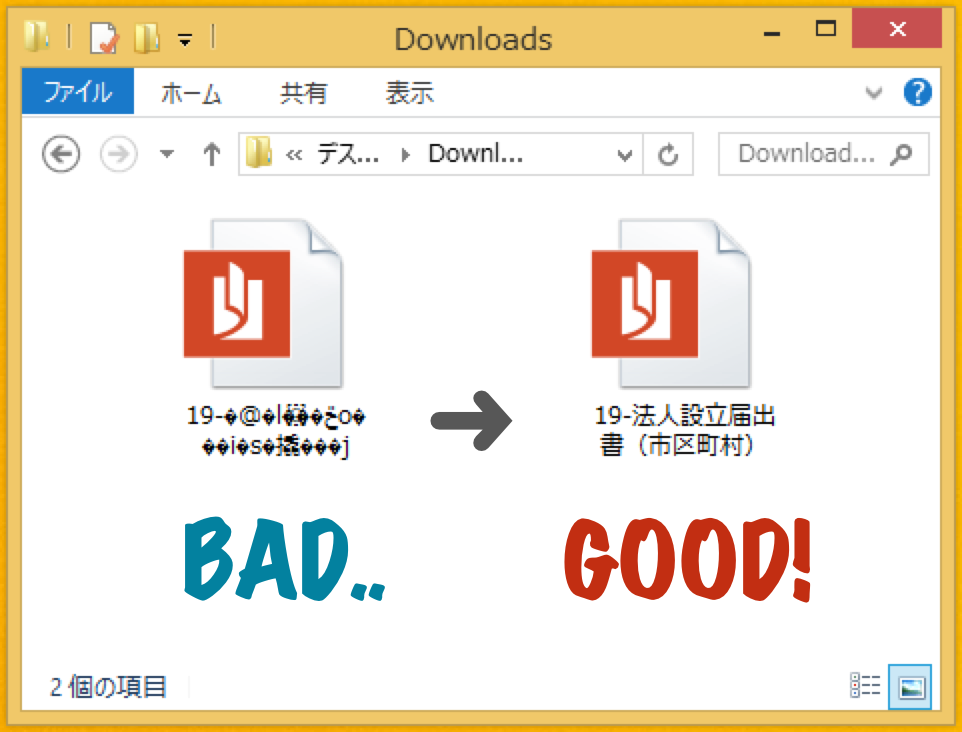 Downloads
ファイル ホーム 共有 表示
« デス... Downl... Download...
19-�@�l
19-法人設立届出
書（市区町村）
BAD.. GOOD!
2 個の項目